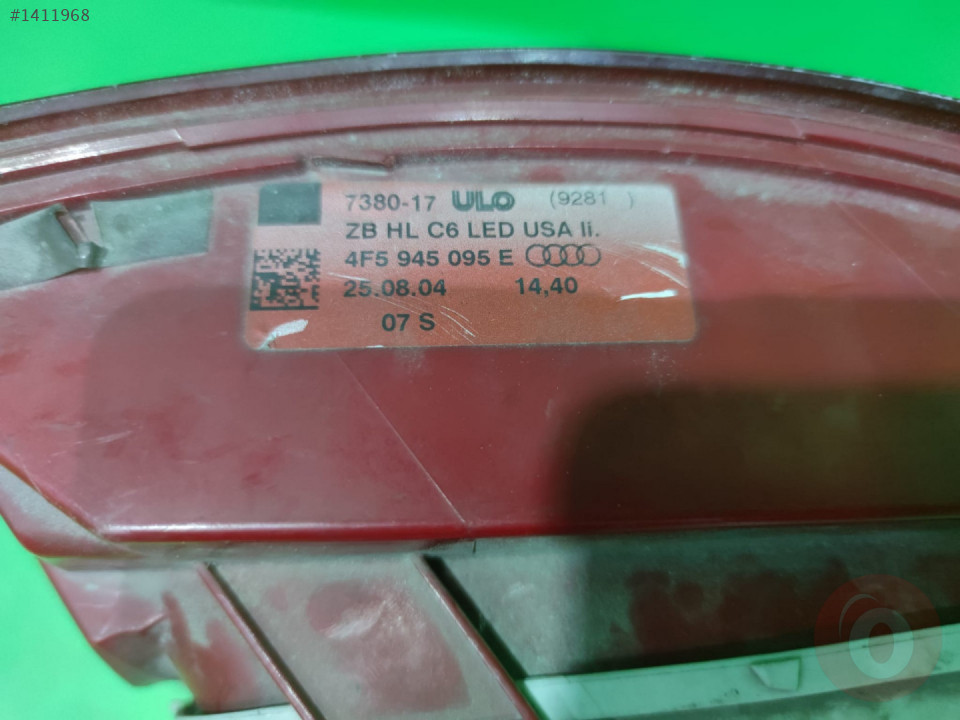 #1411968
7380-17 ULO (9281 )
ZB HL C6 LED USA li.
4F5 945 095 E
25.08.04 14,40
07 S